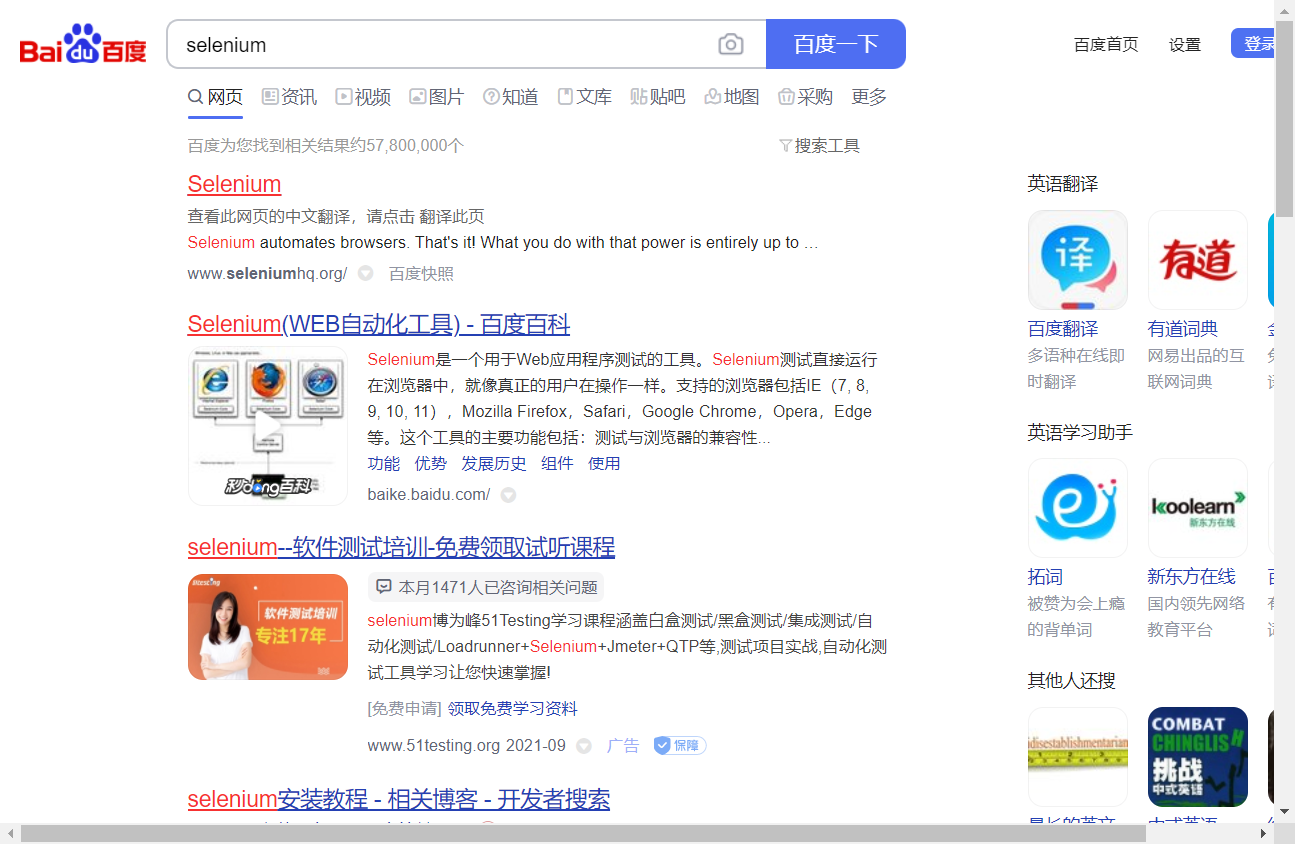 Bai du 百度
selenium
百度一下
百度首页 设置 登录
网页 资讯 视频 图片 知道 文库 贴吧 地图 采购 更多
百度为您找到相关结果约57,800,000个
搜索工具
Selenium
查看此网页的中文翻译，请点击 翻译此页
Selenium automates browsers. That's it! What you do with that power is entirely up to ...
www.seleniumhq.org/ 百度快照
Selenium(WEB自动化工具) - 百度百科
Selenium是一个用于Web应用程序测试的工具。Selenium测试直接运行
在浏览器中，就像真正的用户在操作一样。支持的浏览器包括IE（7, 8,
9, 10, 11），Mozilla Firefox，Safari，Google Chrome，Opera，Edge
等。这个工具的主要功能包括：测试与浏览器的兼容性...
功能 优势 发展历史 组件 使用
秒dong百科
baike.baidu.com/
selenium--软件测试培训-免费领取试听课程
51testing
软件测试培训
专注17年
本月1471人已咨询相关问题
selenium博为峰51Testing学习课程涵盖白盒测试/黑盒测试/集成测试/自
动化测试/Loadrunner+Selenium+Jmeter+QTP等,测试项目实战,自动化测
试工具学习让您快速掌握!
[免费申请] 领取免费学习资料
www.51testing.org 2021-09 广告 保障
selenium安装教程 - 相关博客 - 开发者搜索
英语翻译
译
有道
百度翻译 有道词典
多语种在线即 网易出品的互
时翻译 联网词典
英语学习助手
koolearn
新东方在线
拓词 新东方在线
被赞为会上瘾 国内领先网络
的背单词 教育平台
其他人还搜
disestablishmentarian
COMBAT
CHINGLISH
挑战
中式英语
最长的英文 中式英语